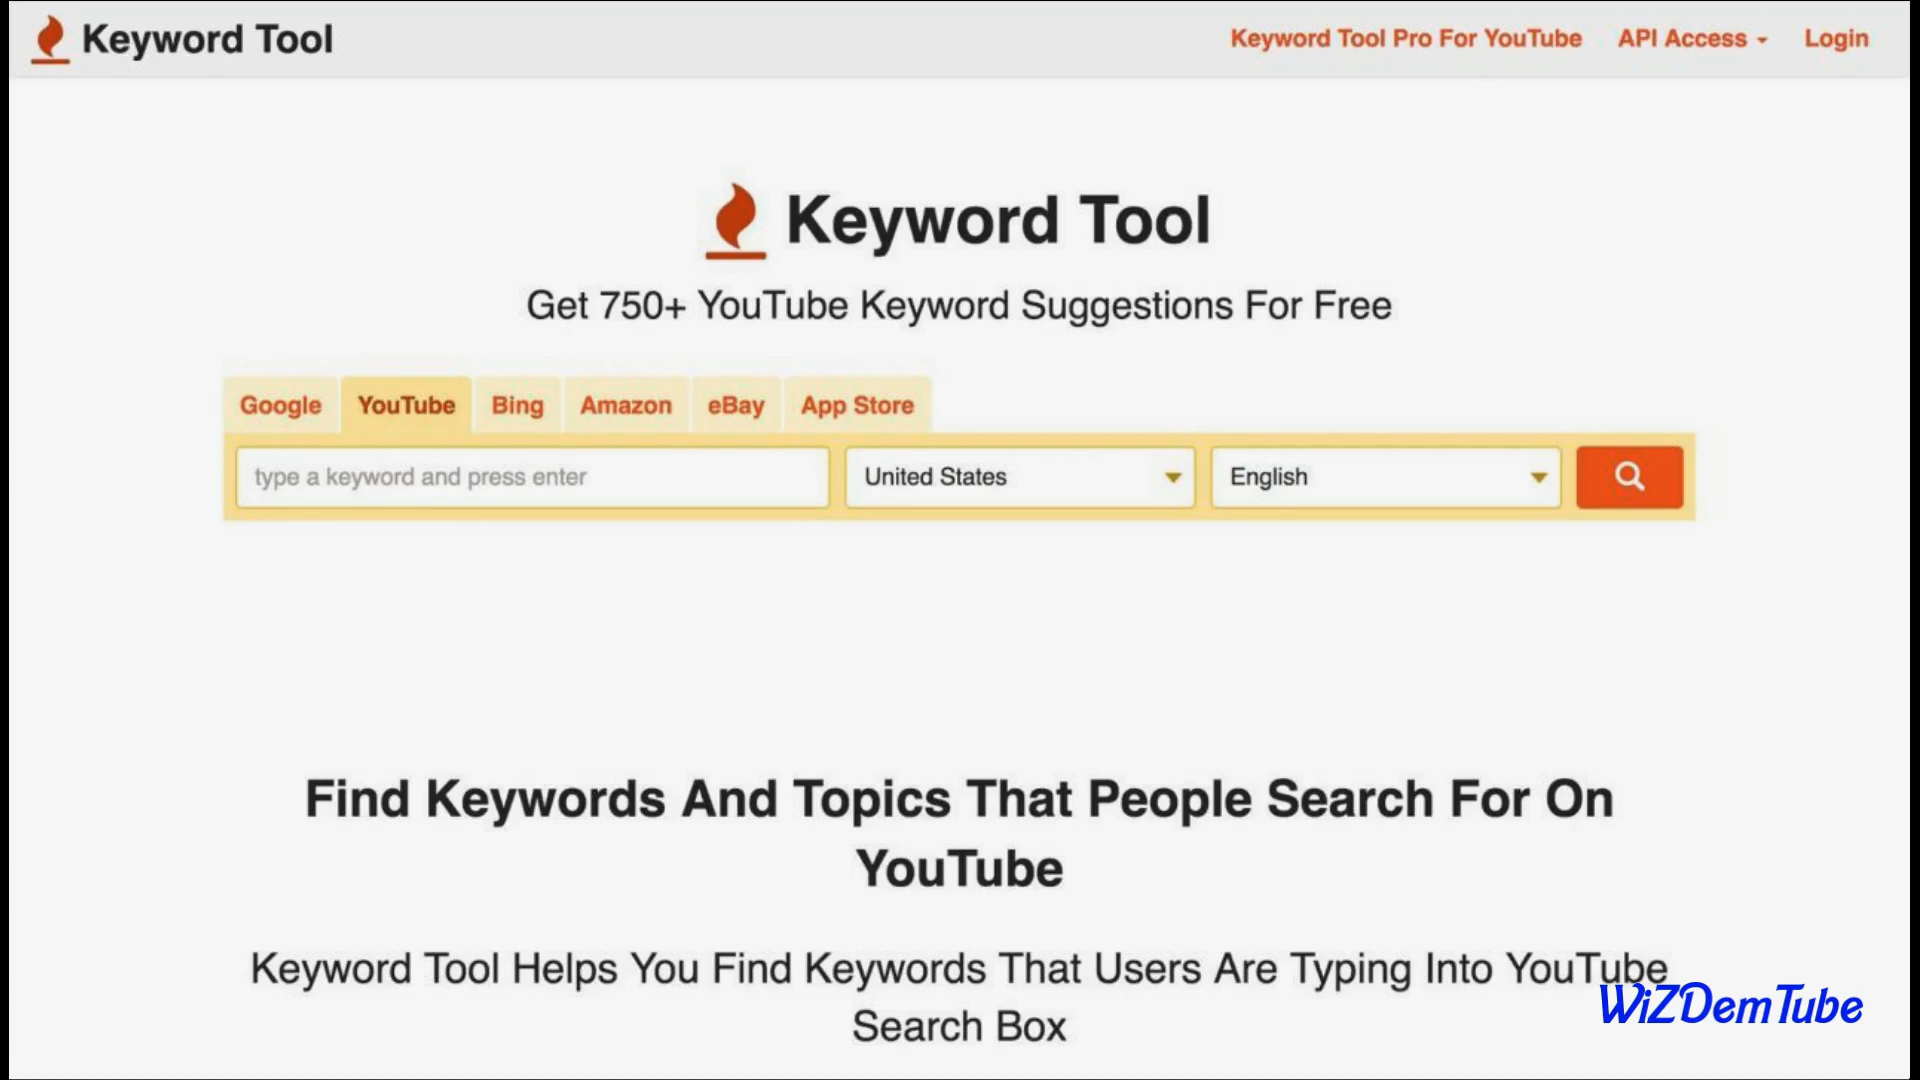 Keyword Tool
Keyword Tool Pro For YouTube API Access Login
Keyword Tool
Get 750+ YouTube Keyword Suggestions For Free
Google YouTube Bing Amazon eBay App Store
type a keyword and press enter United States English
Find Keywords And Topics That People Search For On
YouTube
Keyword Tool Helps You Find Keywords That Users Are Typing Into YouTube
Search Box
WiZDemTube